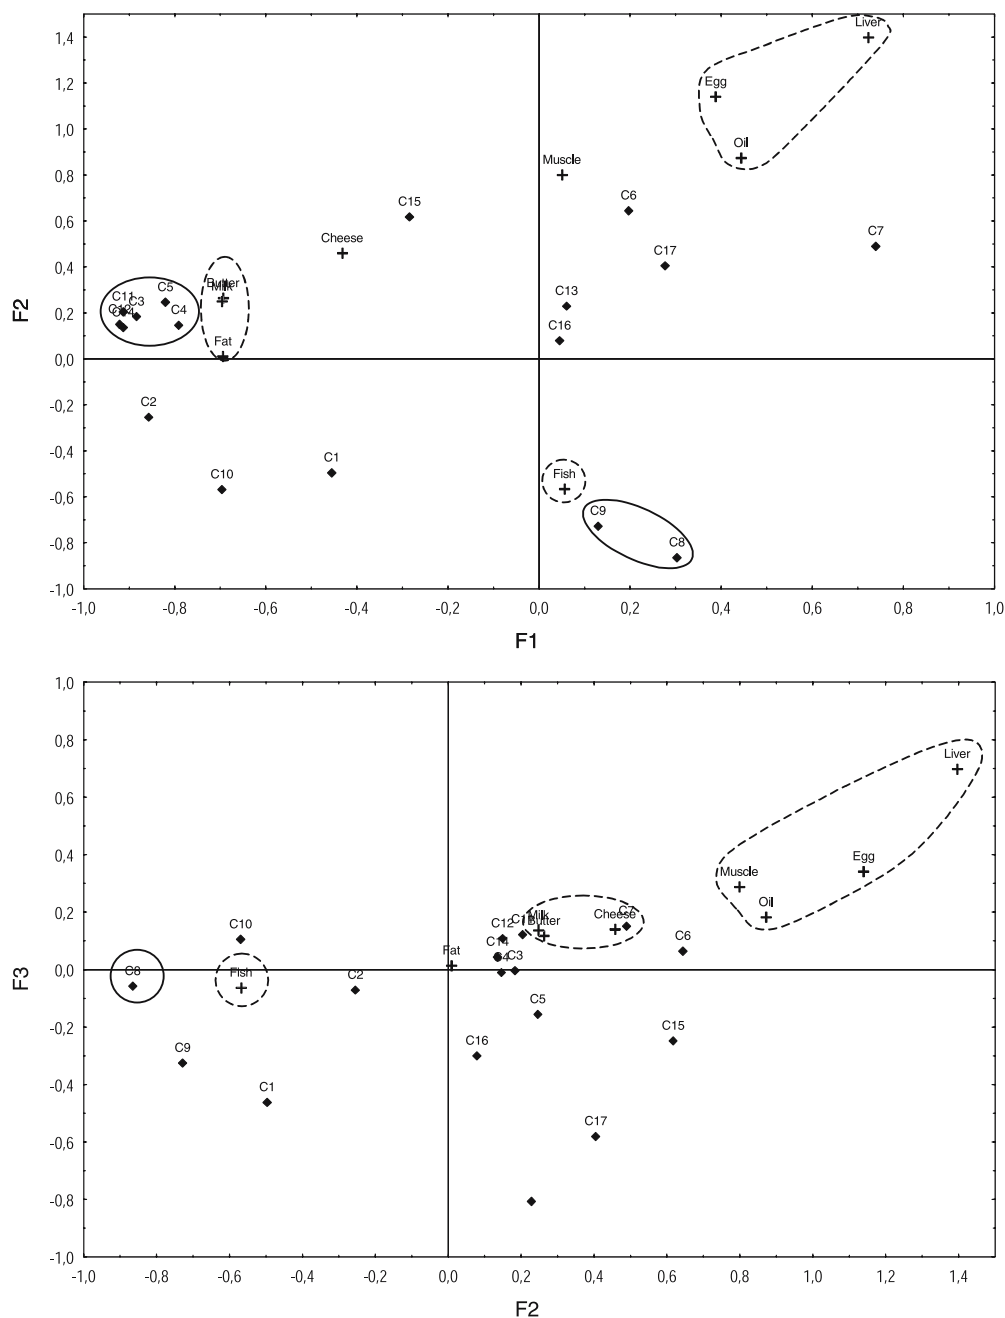 1,4
1,2
1,0
0,8
0,6
0,4
0,2
0,0
-0,2
-0,4
-0,6
-0,8
-1,0
F2
Liver
Egg
Oil
Muscle
C15
C6
Cheese
C7
C17
Butter
Milk
C5
C11
C3
C4
C13
C16
Fat
C2
C1
C10
Fish
C9
C8
-1,0 -0,8 -0,6 -0,4 -0,2 0,0 0,2 0,4 0,6 0,8 1,0
F1
1,0
0,8
0,6
0,4
0,2
0,0
-0,2
-0,4
-0,6
-0,8
-1,0
F3
Liver
Egg
Muscle
Oil
C7
Cheese
Milk
Butter
C11
C12
C10
C6
C14
Fat
C3
C4
C8
Fish
C2
C5
C15
C16
C9
C1
C17
-1,0 -0,8 -0,6 -0,4 -0,2 0,0 0,2 0,4 0,6 0,8 1,0 1,2 1,4
F2